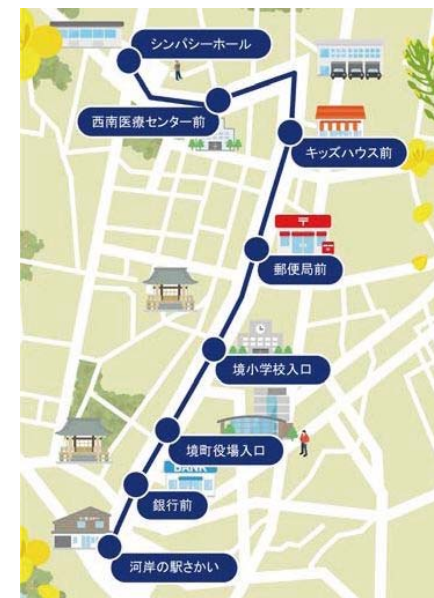 シンパシーホール
西南医療センター前
キッズハウス前
〒
郵便局前
境小学校入口
境町役場入口
BANK
銀行前
河岸の駅さかい